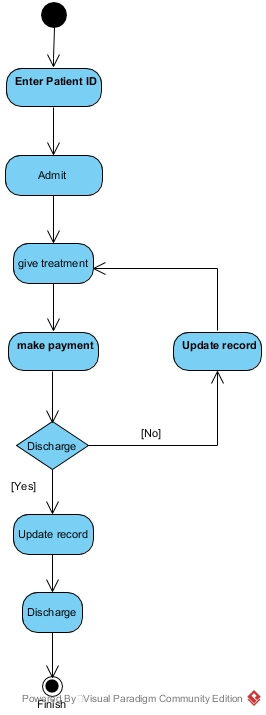 Enter Patient ID
Admit
give treatment
make payment
Update record
Discharge
[No]
[Yes]
Update record
Discharge
Powered By Visual Paradigm Community Edition
Finish